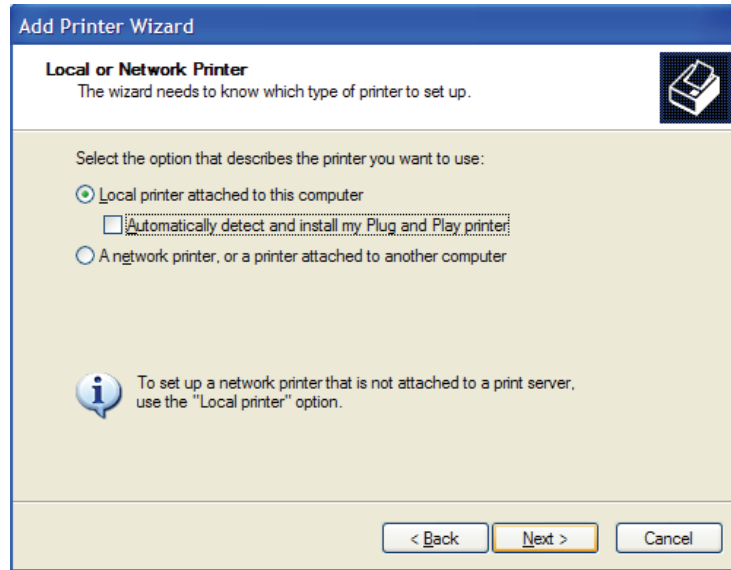 Add Printer Wizard
Local or Network Printer
The wizard needs to know which type of printer to set up.
Select the option that describes the printer you want to use:
Local printer attached to this computer
Automatically detect and install my Plug and Play printer
A network printer, or a printer attached to another computer
To set up a network printer that is not attached to a print server,
use the "Local printer" option.
< Back Next > Cancel